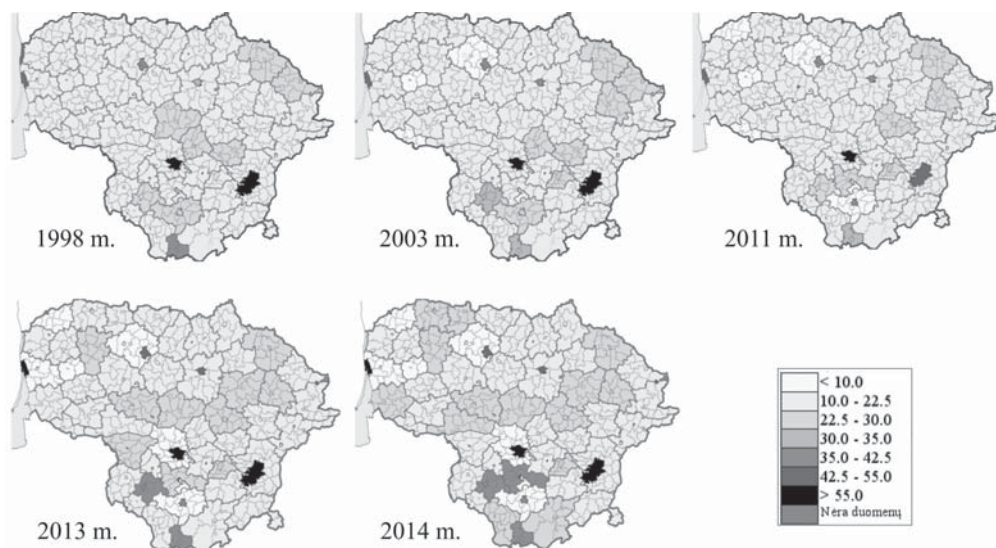 1998 m.
2003 m.
2011 m.
2013 m.
2014 m.
< 10.0
10.0 - 22.5
22.5 - 30.0
30.0 - 35.0
35.0 - 42.5
42.5 - 55.0
> 55.0
Nėra duomenų